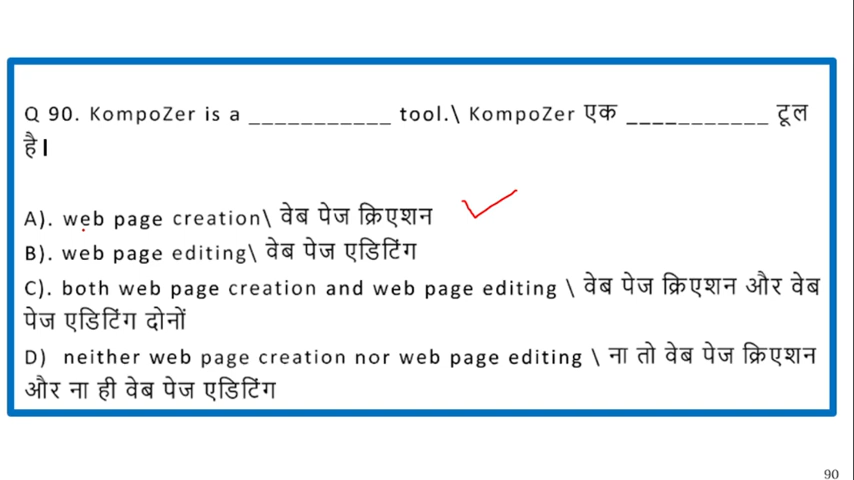 Q 90. KompoZer is a ___________ tool.\ KompoZer एक ___________ टूल
है।
A). web page creation\ वेब पेज क्रिएशन
B). web page editing\ वेब पेज एडिटिंग
C). both web page creation and web page editing \ वेब पेज क्रिएशन और वेब
पेज एडिटिंग दोनों
D) neither web page creation nor web page editing \ ना तो वेब पेज क्रिएशन
और ना ही वेब पेज एडिटिंग
90